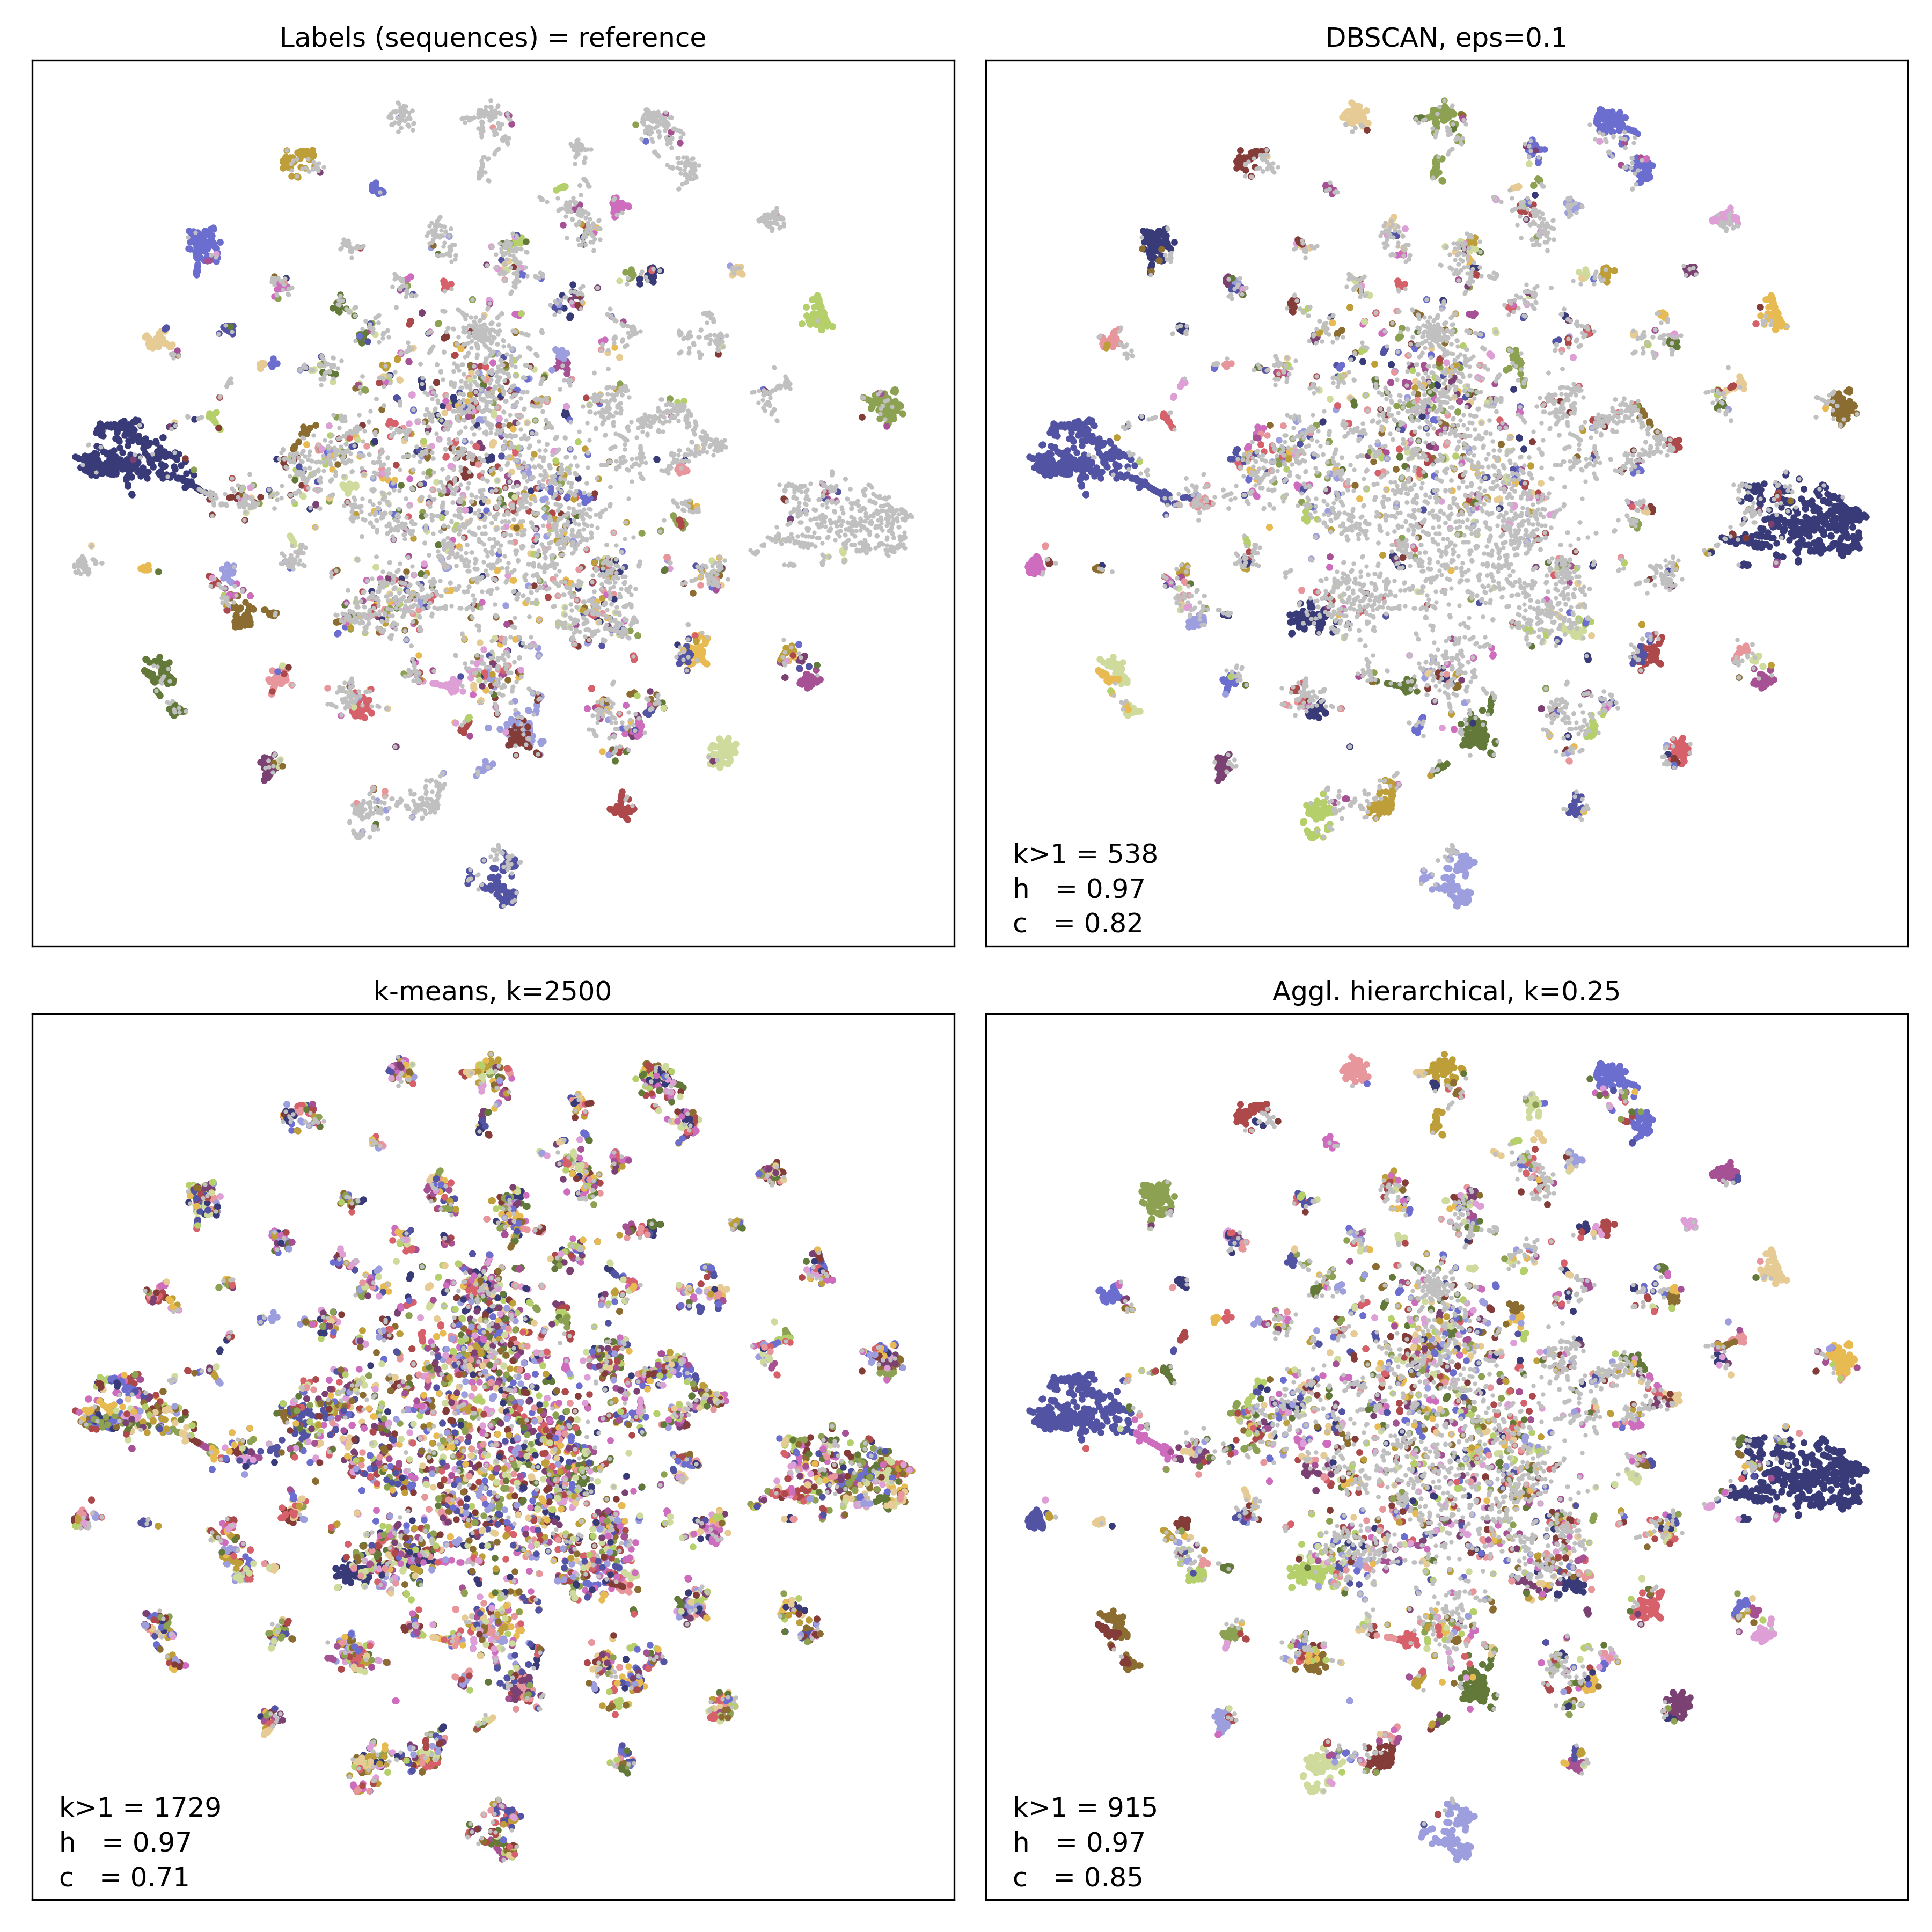 Labels (sequences) = reference
DBSCAN, eps=0.1
k>1 = 538
h = 0.97
c = 0.82
k-means, k=2500
Aggl. hierarchical, k=0.25
k>1 = 1729
h = 0.97
c = 0.71
k>1 = 915
h = 0.97
c = 0.85